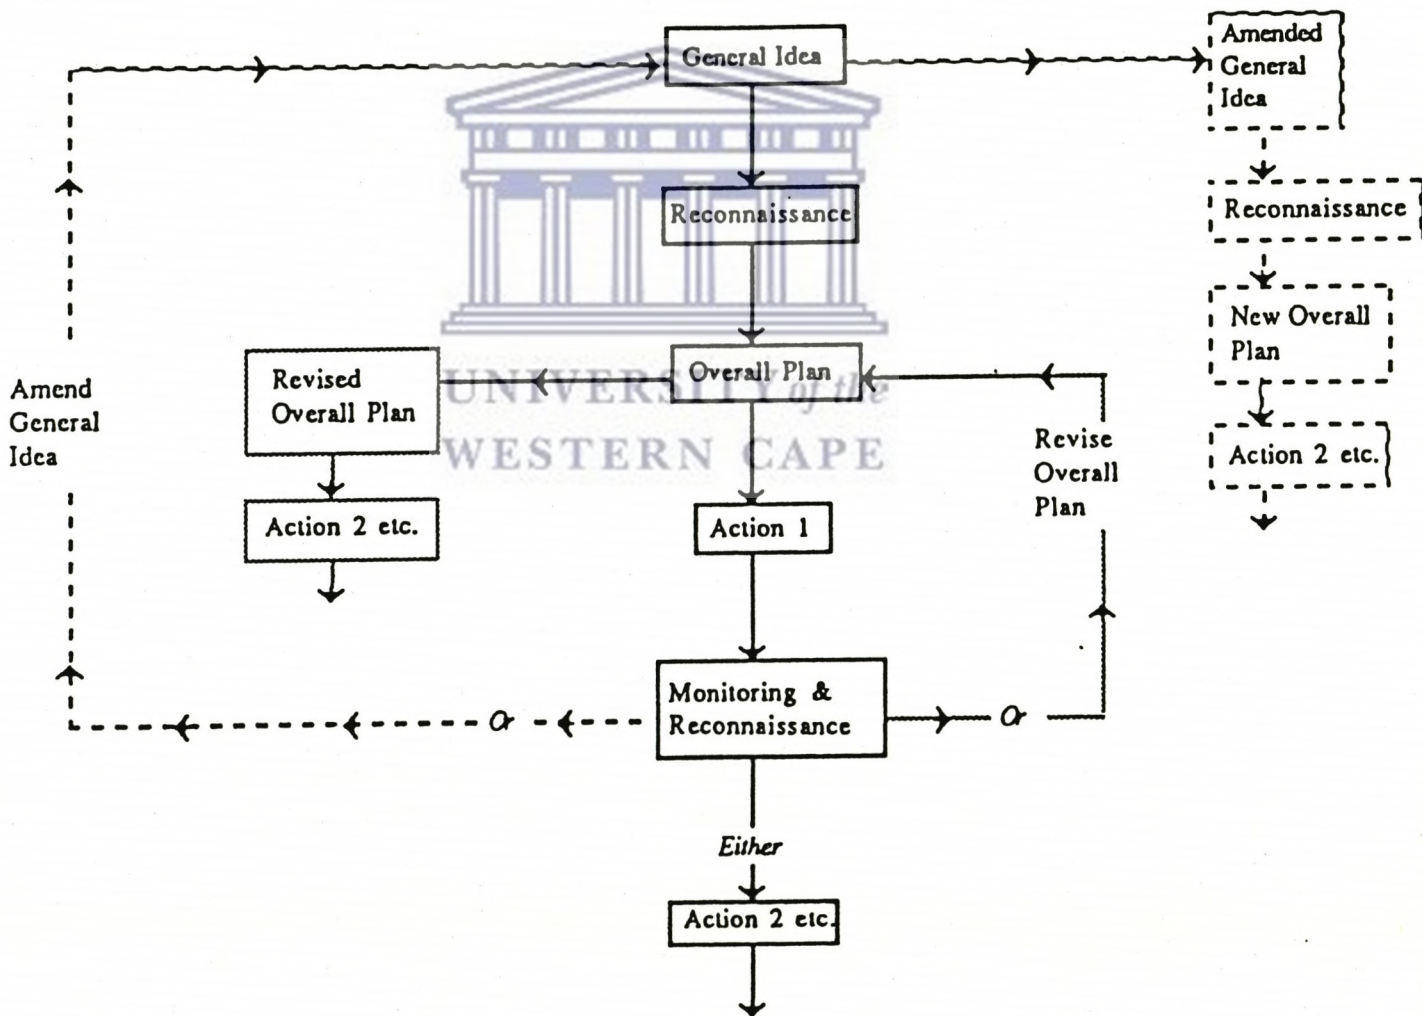 General Idea
Amended
General
Idea
Reconnaissance
Reconnaissance
New Overall
Plan
Overall Plan
Revised
Overall Plan
Amend
General
Idea
UNIVERSITY of the
WESTERN CAPE
Revise
Overall
Plan
Action 2 etc.
Action 2 etc.
Action 1
Monitoring &
Reconnaissance
Or
Or
Either
Action 2 etc.